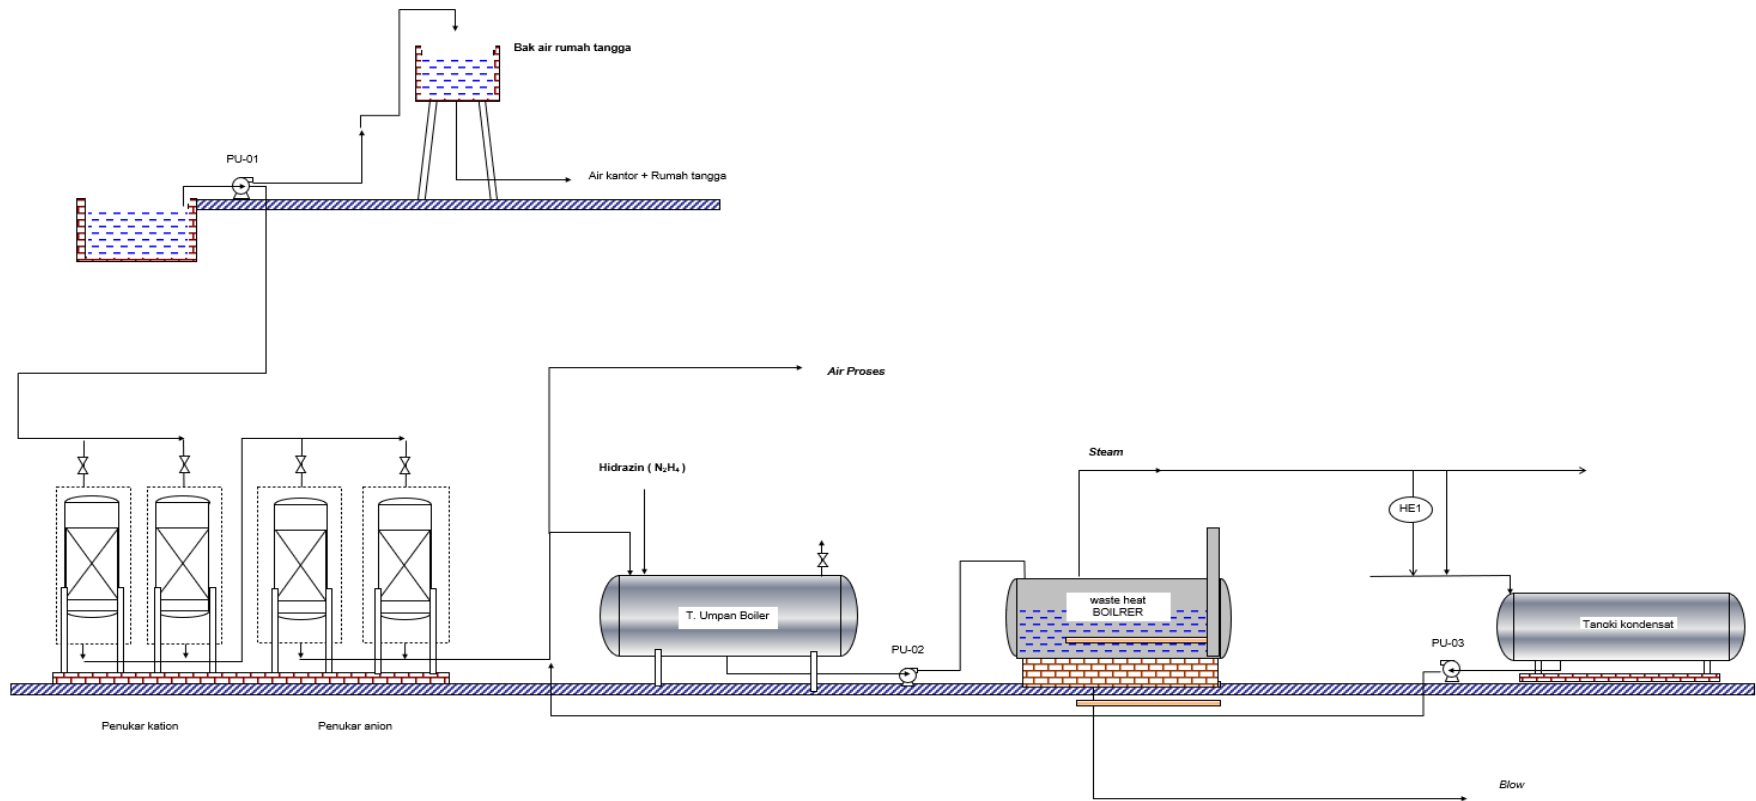 Bak air rumah tangga
PU-01
Air kantor + Rumah tangga
Air Proses
Steam
Hidrazin ( N₂H₄ )
HE1
waste heat
BOILRER
T. Umpan Boiler
Tangki kondsat
PU-02
PU-03
Penukar kation
Penukar anion
Blow